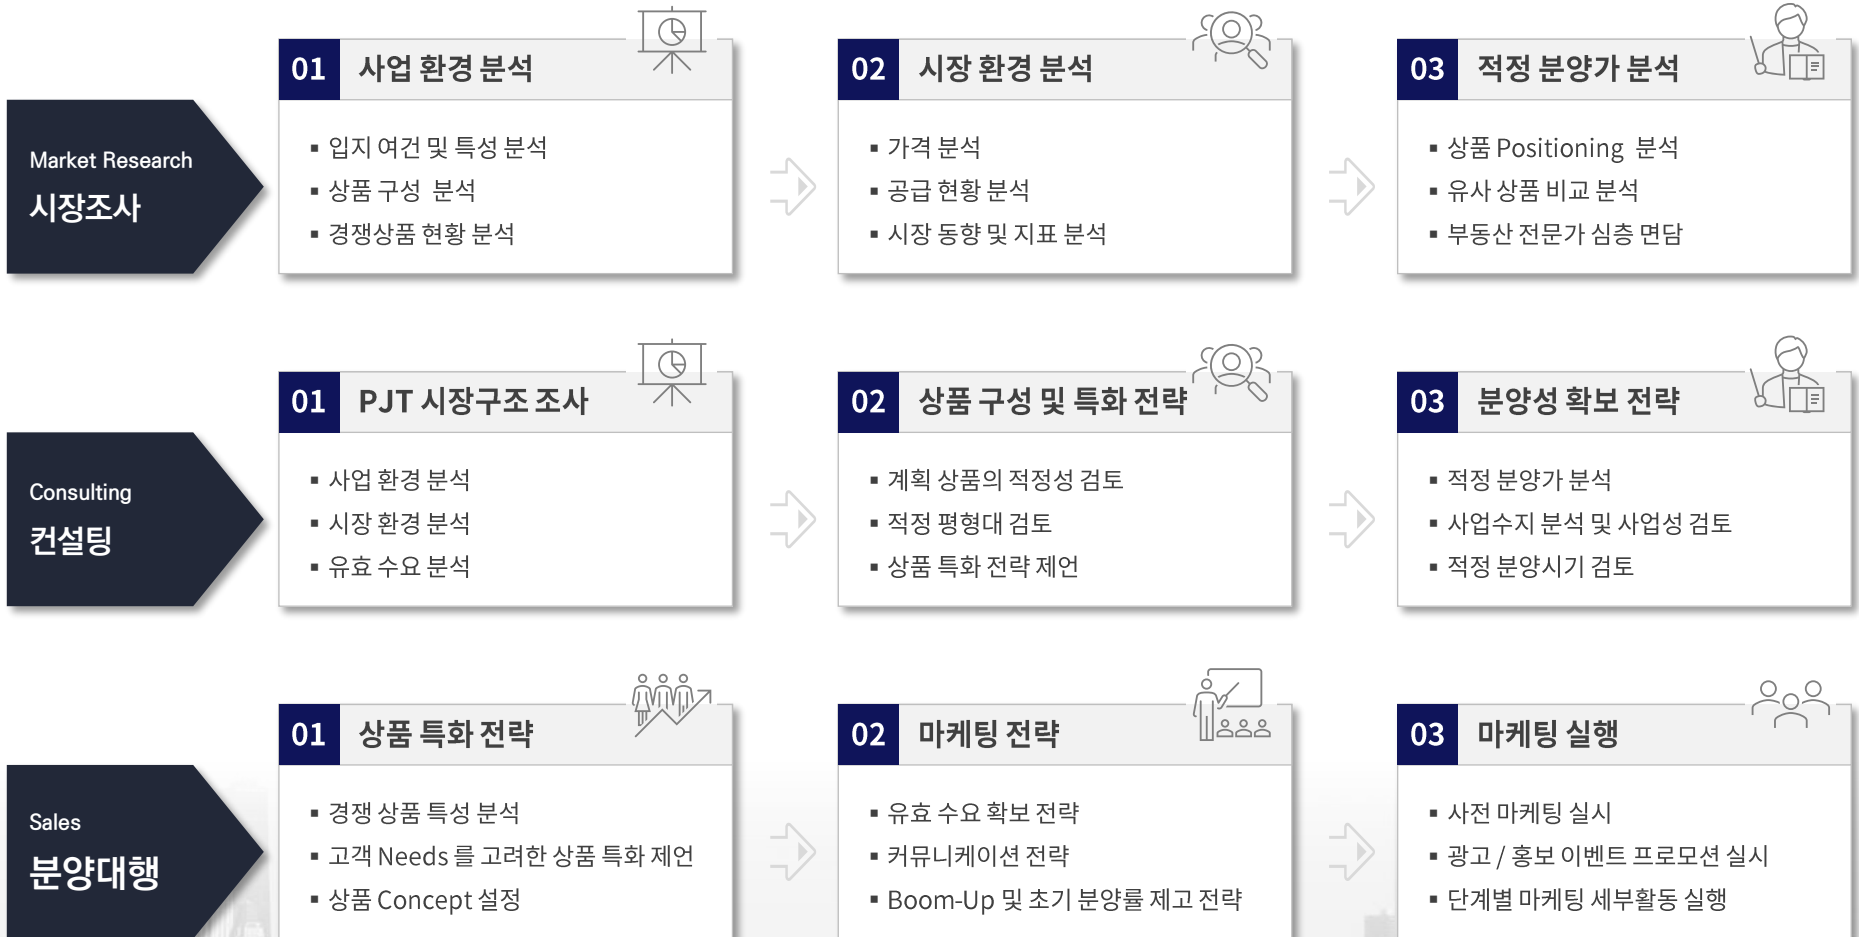 Market Research
시장조사
01 사업 환경 분석
▪ 입지 여건 및 특성 분석
▪ 상품 구성 분석
▪ 경쟁상품 현황 분석
02 시장 환경 분석
▪ 가격 분석
▪ 공급 현황 분석
▪ 시장 동향 및 지표 분석
03 적정 분양가 분석
▪ 상품 Positioning 분석
▪ 유사 상품 비교 분석
▪ 부동산 전문가 심층 면담
Consulting
컨설팅
01 PJT 시장구조 조사
▪ 사업 환경 분석
▪ 시장 환경 분석
▪ 유효 수요 분석
02 상품 구성 및 특화 전략
▪ 계획 상품의 적정성 검토
▪ 적정 평형대 검토
▪ 상품 특화 전략 제언
03 분양성 확보 전략
▪ 적정 분양가 분석
▪ 사업수지 분석 및 사업성 검토
▪ 적정 분양시기 검토
Sales
분양대행
01 상품 특화 전략
▪ 경쟁 상품 특성 분석
▪ 고객 Needs 를 고려한 상품 특화 제언
▪ 상품 Concept 설정
02 마케팅 전략
▪ 유효 수요 확보 전략
▪ 커뮤니케이션 전략
▪ Boom-Up 및 초기 분양률 제고 전략
03 마케팅 실행
▪ 사전 마케팅 실시
▪ 광고 / 홍보 이벤트 프로모션 실시
▪ 단계별 마케팅 세부활동 실행